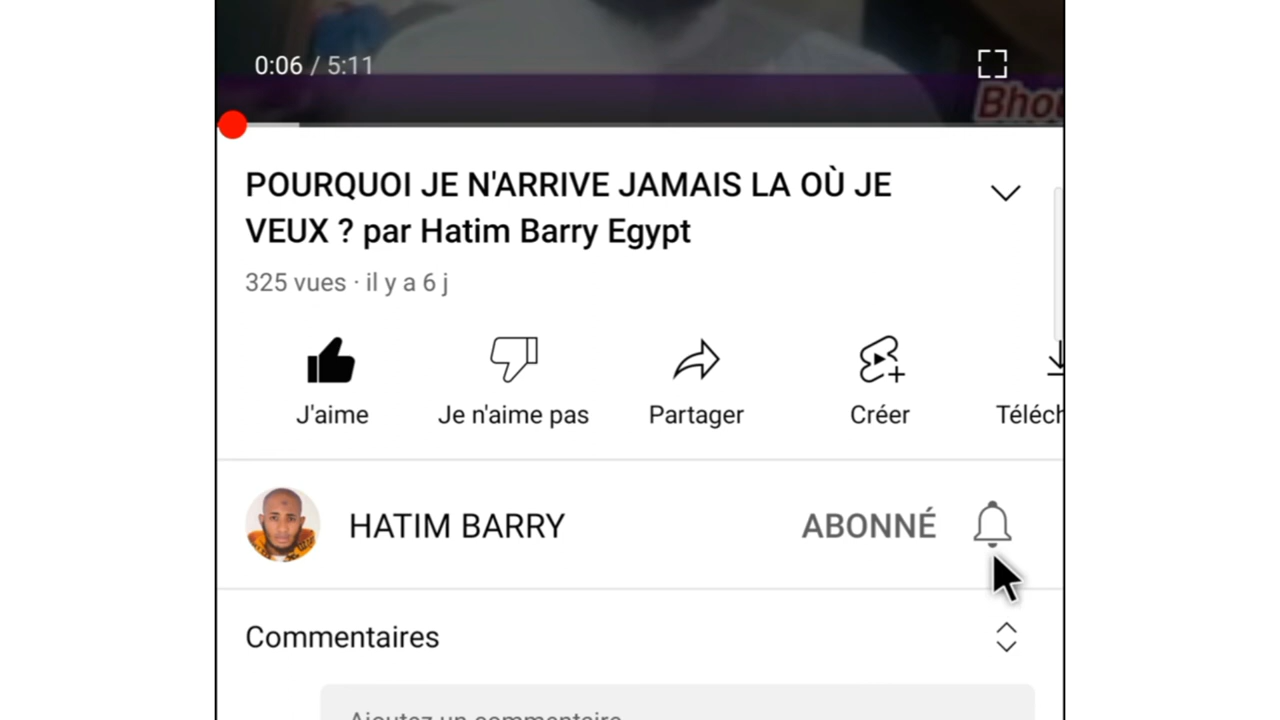 0:06 / 5:11
POURQUOI JE N'ARRIVE JAMAIS LA OÙ JE
VEUX ? par Hatim Barry Egypt
325 vues · il y a 6 j
J'aime Je n'aime pas Partager Créer Téléch
HATIM BARRY ABONNÉ
Commentaires
Ajoutez un commentaire